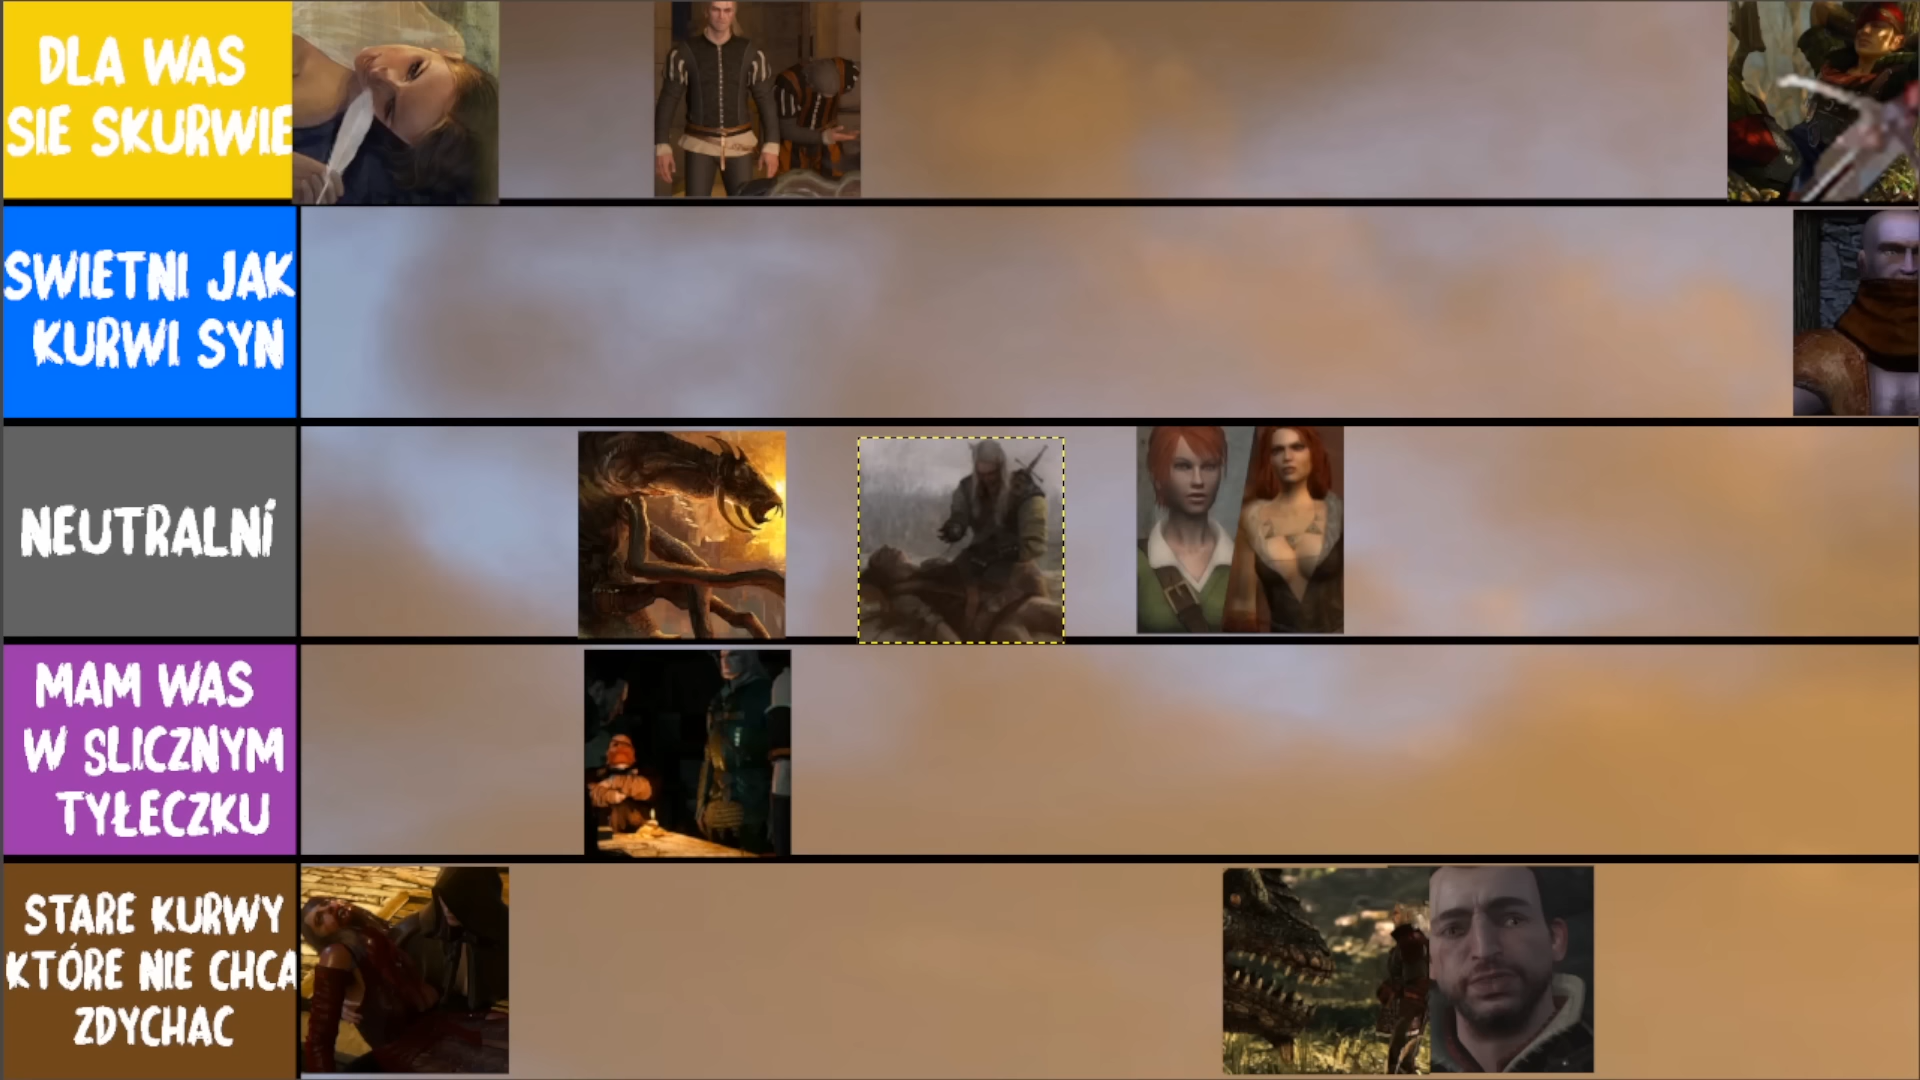 DLA WAS
SIE SKURWIE
SWIETNI JAK
KURWI SYN
NEUTRALNÍ
MAM WAS
W SLICZNYM
TYŁECZKU
STARE KURWY
KTÓRE NIE CHCA
ZDYCHAC